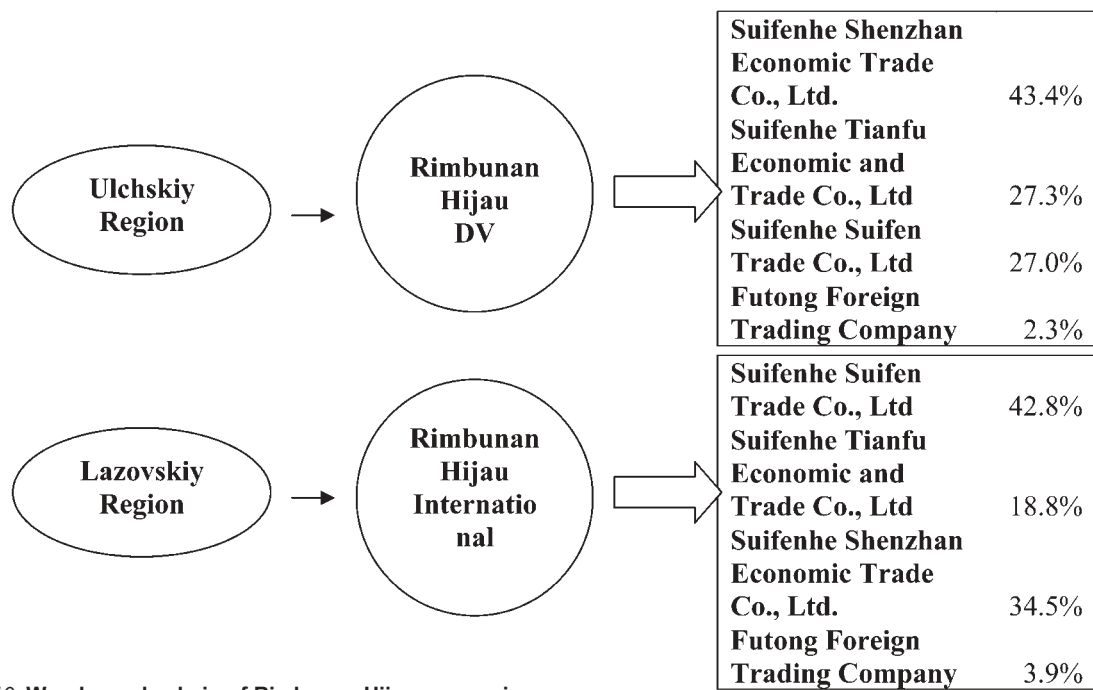 Ulchskiy
Region
Rimbunan
Hijau
DV
Suifenhe Shenzhan
Economic Trade
Co., Ltd. 43.4%
Suifenhe Tianfu
Economic and
Trade Co., Ltd 27.3%
Suifenhe Suifen
Trade Co., Ltd 27.0%
Futong Foreign
Trading Company 2.3%
Lazovskiy
Region
Rimbunan
Hijau
Internatio
nal
Suifenhe Suifen
Trade Co., Ltd 42.8%
Suifenhe Tianfu
Economic and
Trade Co., Ltd 18.8%
Suifenhe Shenzhan
Economic Trade
Co., Ltd. 34.5%
Futong Foreign
Trading Company 3.9%